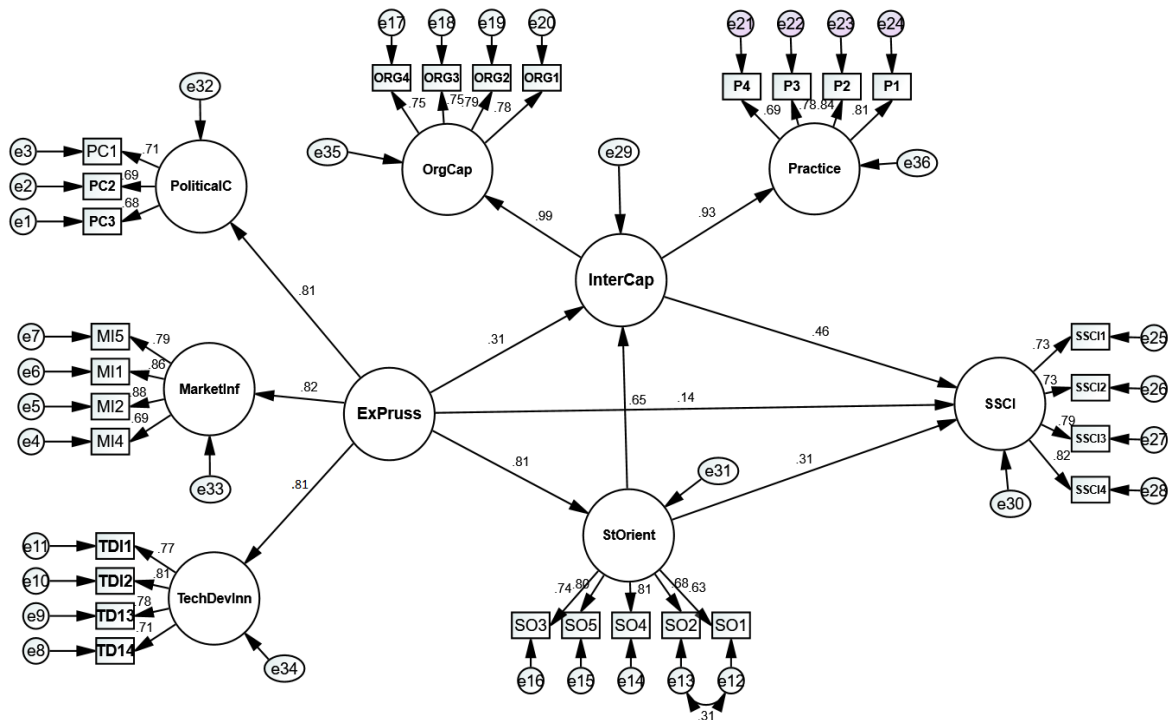 e17 e18 e19 e20 e21 e22 e23 e24
ORG4 ORG3 ORG2 ORG1 P4 P3 P2 P1
e32
.75 .75 .79 .78 .69 .78 .84 .81
e3 PC1 .71
e2 PC2 .69 PoliticalC
e1 PC3 .68
e35 OrgCap e29 Practice e36
.99 .93
InterCap
.81 .31 .46
e7 MI5 .79
e6 MI1 .86
e5 MI2 .88 MarketInf
e4 MI4 .69
e33
.82 ExPruss .65 .14
SSCI
.73 SSCI1 e25
.73 SSCI2 e26
.79 SSCI3 e27
.82 SSCI4 e28
e30
.81 .81 e31 .31
StOrient
e11 TDI1 .77
e10 TDI2 .81
e9 TD13 .78 TechDevInn
e8 TD14 .71
e34
.74 .80 .81 .68 .63
SO3 SO5 SO4 SO2 SO1
e16 e15 e14 e13 e12
.31